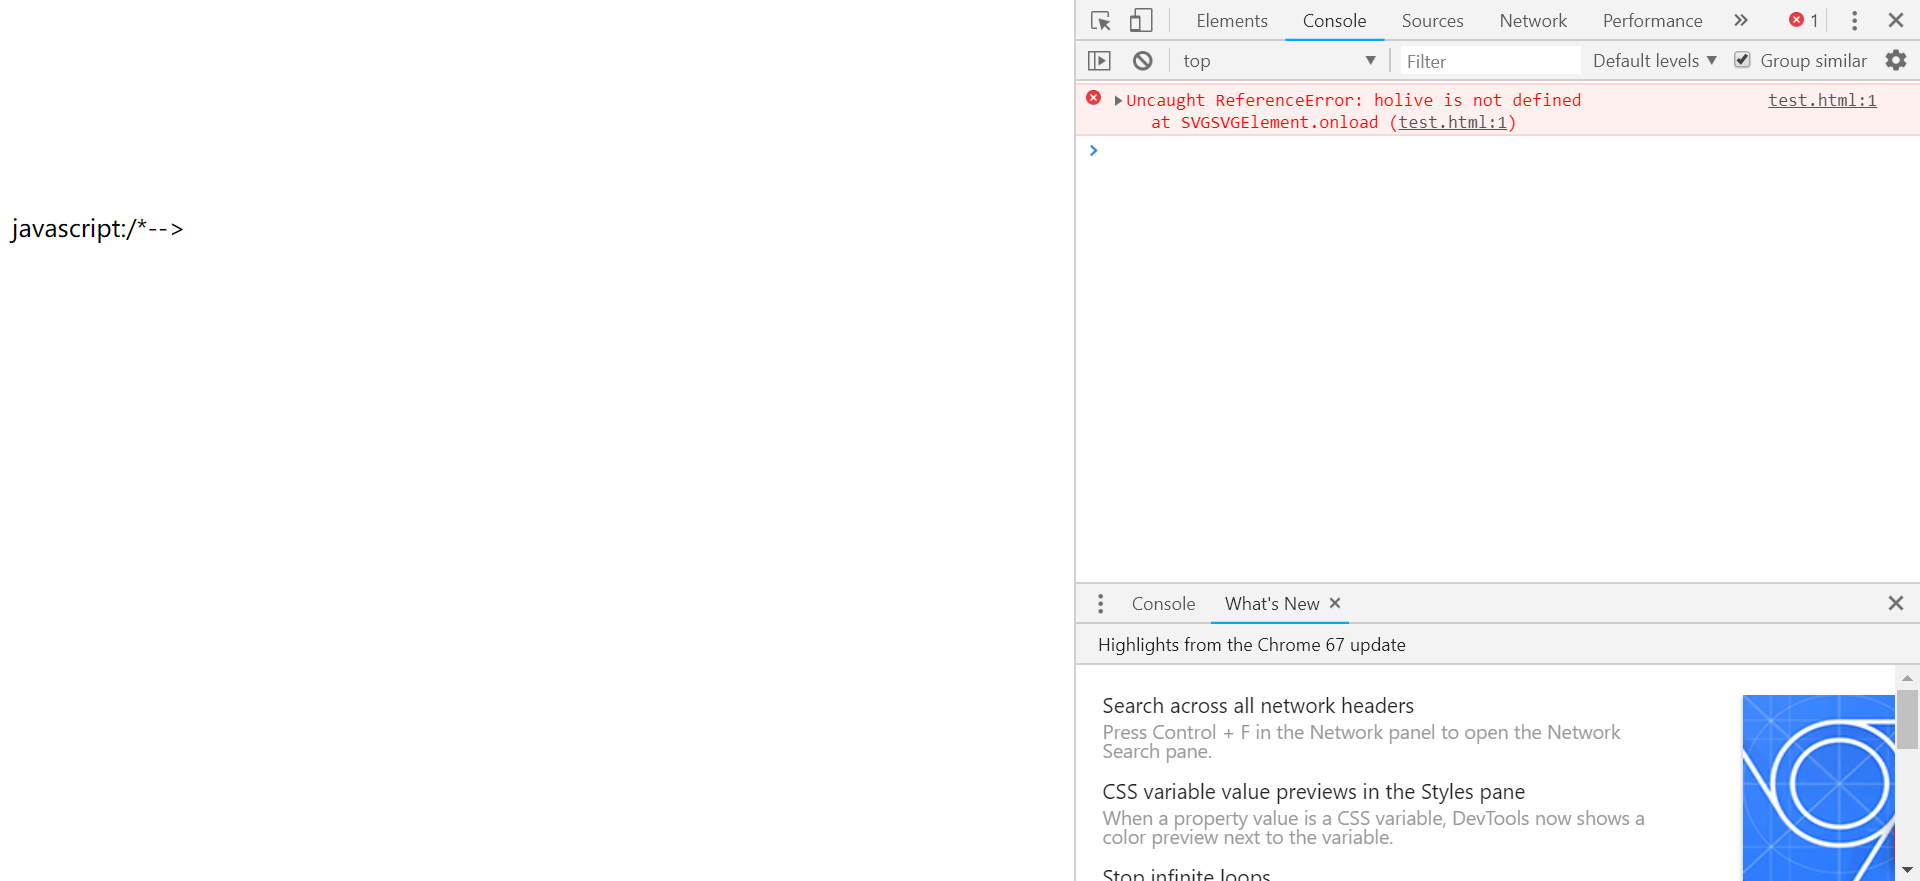 javascript:/*-->
Elements Console Sources Network Performance » 1
top Filter Default levels Group similar
Uncaught ReferenceError: holive is not defined test.html:1
at SVGSVGElement.onload (test.html:1)
Console What's New
Highlights from the Chrome 67 update
Search across all network headers
Press Control + F in the Network panel to open the Network
Search pane.
CSS variable value previews in the Styles pane
When a property value is a CSS variable, DevTools now shows a
color preview next to the variable.
Stop infinite loops